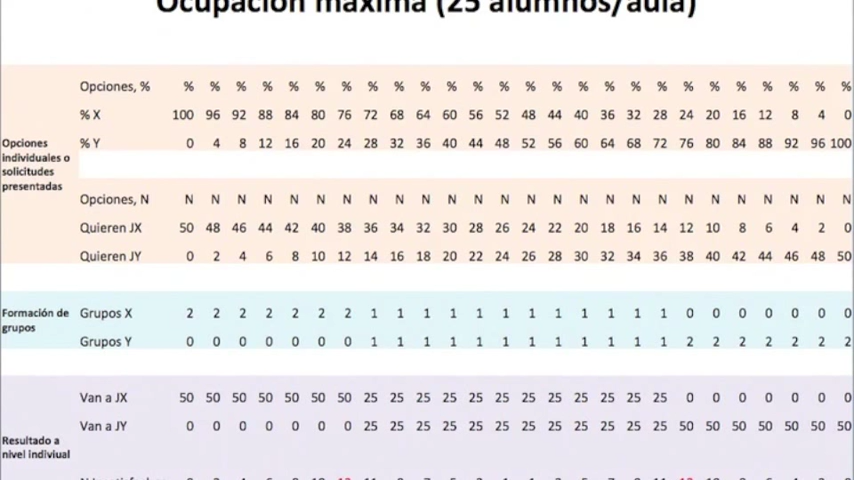 Ocupación máxima (25 alumnos/aula)
Opciones, % % % % % % % % % % % % % % % % % % % % % % % % % % %
% X 100 96 92 88 84 80 76 72 68 64 60 56 52 48 44 40 36 32 28 24 20 16 12 8 4 0
% Y 0 4 8 12 16 20 24 28 32 36 40 44 48 52 56 60 64 68 72 76 80 84 88 92 96 100
Opciones
individuales o
solicitudes
presentadas
Opciones, N N N N N N N N N N N N N N N N N N N N N N N N N N N
Quieren JX 50 48 46 44 42 40 38 36 34 32 30 28 26 24 22 20 18 16 14 12 10 8 6 4 2 0
Quieren JY 0 2 4 6 8 10 12 14 16 18 20 22 24 26 28 30 32 34 36 38 40 42 44 46 48 50
Formación de
grupos
Grupos X 2 2 2 2 2 2 2 1 1 1 1 1 1 1 1 1 1 1 1 0 0 0 0 0 0 0
Grupos Y 0 0 0 0 0 0 0 1 1 1 1 1 1 1 1 1 1 1 1 2 2 2 2 2 2 2
Van a JX 50 50 50 50 50 50 50 25 25 25 25 25 25 25 25 25 25 25 25 0 0 0 0 0 0 0
Van a JY 0 0 0 0 0 0 0 25 25 25 25 25 25 25 25 25 25 25 25 50 50 50 50 50 50 50
Resultado a
nivel indiviual